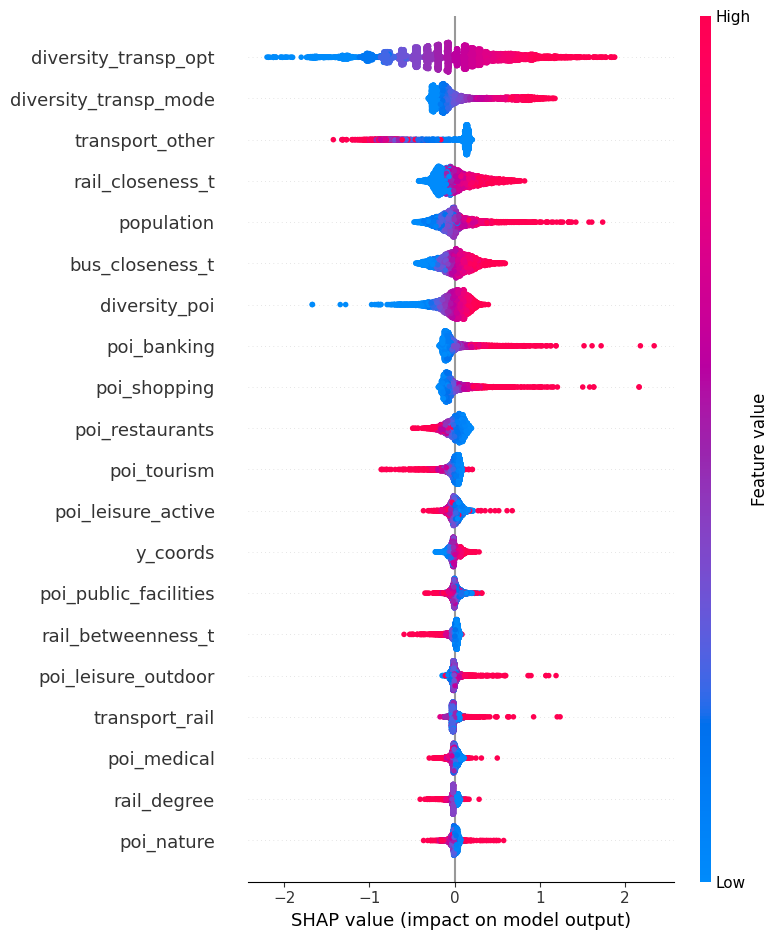 High
diversity_transp_opt
diversity_transp_mode
transport_other
rail_closeness_t
population
bus_closeness_t
diversity_poi
poi_banking
poi_shopping
poi_restaurants
poi_tourism
poi_leisure_active
y_coords
poi_public_facilities
rail_betweenness_t
poi_leisure_outdoor
transport_rail
poi_medical
rail_degree
poi_nature
Feature value
Low
−2 −1 0 1 2
SHAP value (impact on model output)